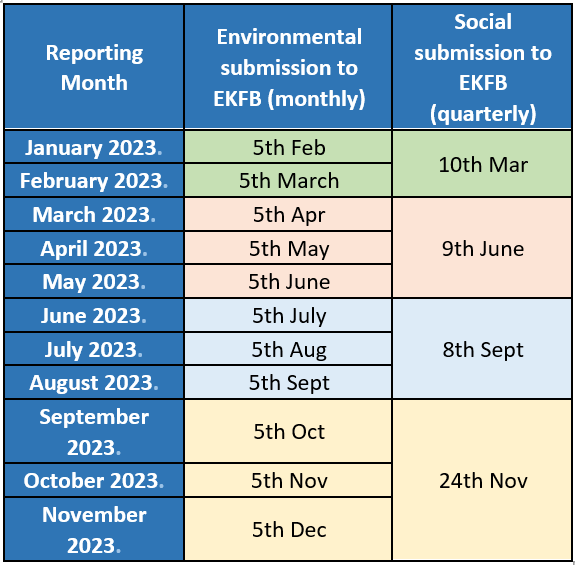 Reporting
Month
Environmental
submission to
EKFB (monthly)
Social
submission to
EKFB
(quarterly)
January 2023.
5th Feb
10th Mar
February 2023.
5th March
March 2023.
5th Apr
9th June
April 2023.
5th May
May 2023.
5th June
June 2023.
5th July
8th Sept
July 2023.
5th Aug
August 2023.
5th Sept
September
2023.
5th Oct
24th Nov
October 2023.
5th Nov
November
2023.
5th Dec